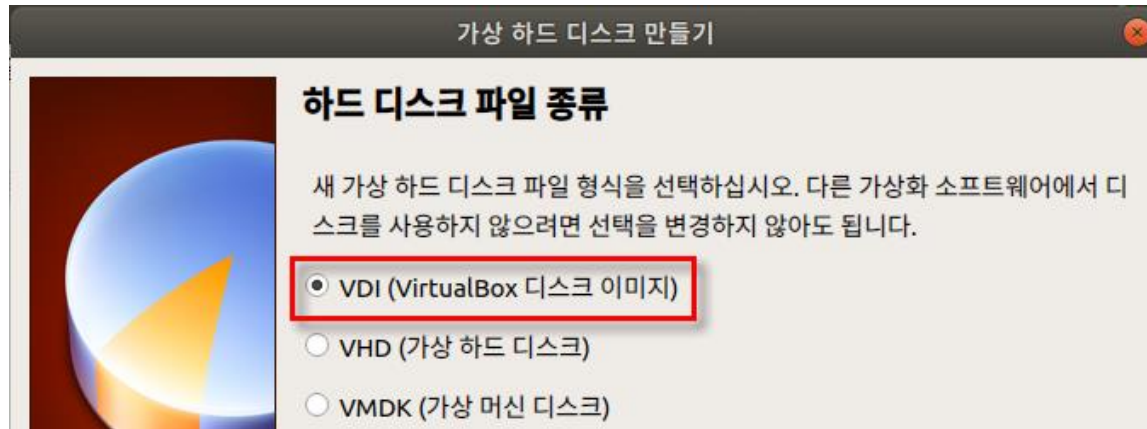 가상 하드 디스크 만들기
하드 디스크 파일 종류
새 가상 하드 디스크 파일 형식을 선택하십시오. 다른 가상화 소프트웨어에서 디
스크를 사용하지 않으려면 선택을 변경하지 않아도 됩니다.
VDI (VirtualBox 디스크 이미지)
VHD (가상 하드 디스크)
VMDK (가상 머신 디스크)